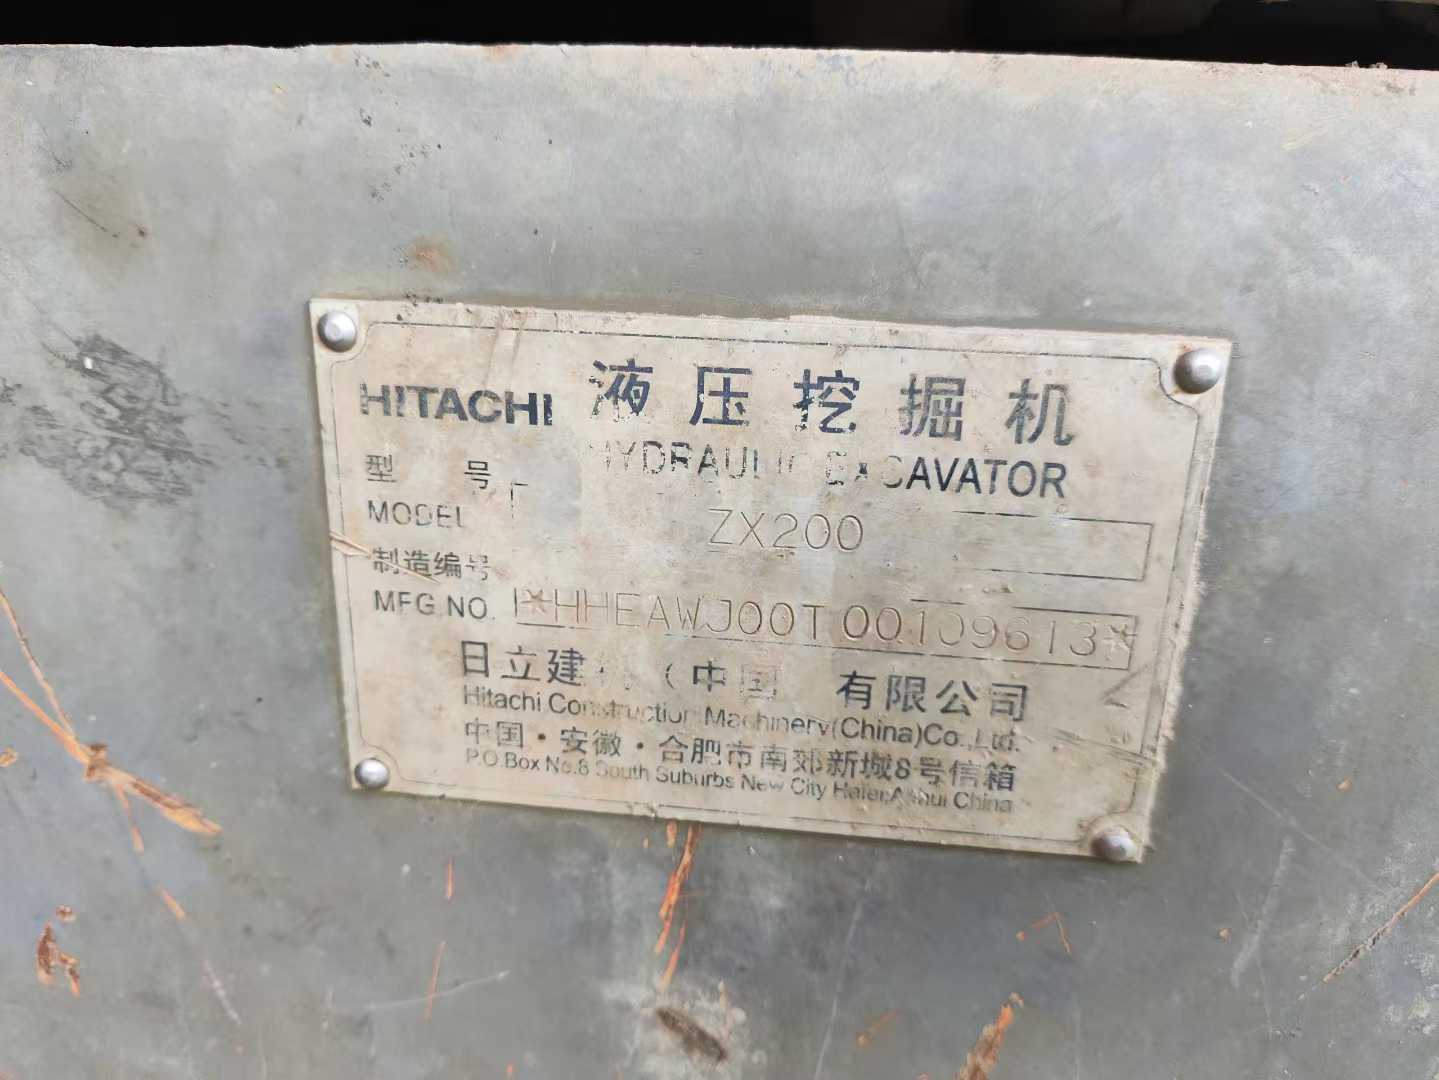 HITACHI 液压挖掘机
HYDRAULIC EXCAVATOR
型 号
MODEL ZX200
制造编号
MFG.NO. *HHEAWJ00T00109613*
日立建机（中国）有限公司
Hitachi Construction Machinery(China)Co.,Ltd.
中国·安徽·合肥市南郊新城8号信箱
P.O.Box No.8 South Suburbs New City Hefei,Anhui China